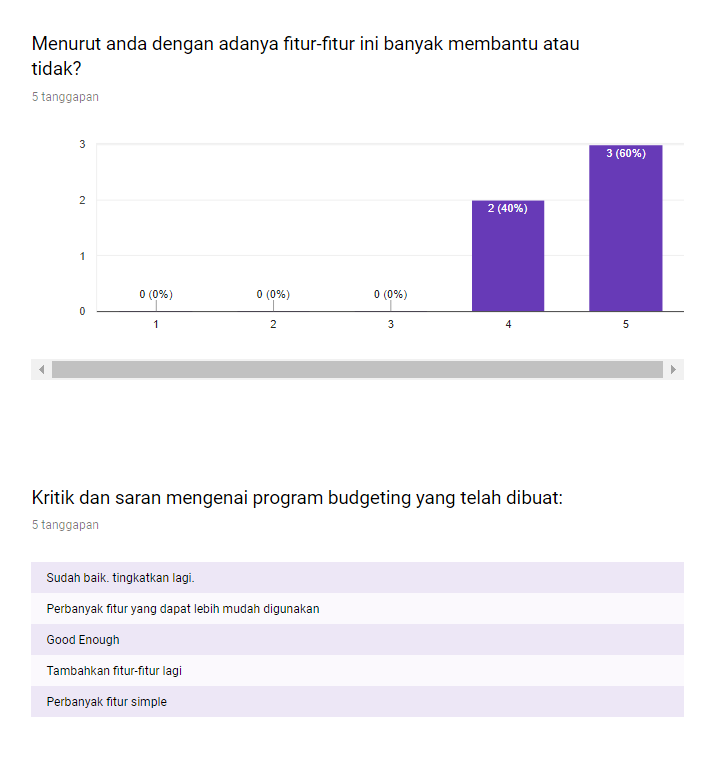 Menurut anda dengan adanya fitur-fitur ini banyak membantu atau
tidak?
5 tanggapan
3
3 (60%)
2
2 (40%)
1
0 (0%) 0 (0%) 0 (0%)
0
1 2 3 4 5
Kritik dan saran mengenai program budgeting yang telah dibuat:
5 tanggapan
Sudah baik. tingkatkan lagi.
Perbanyak fitur yang dapat lebih mudah digunakan
Good Enough
Tambahkan fitur-fitur lagi
Perbanyak fitur simple